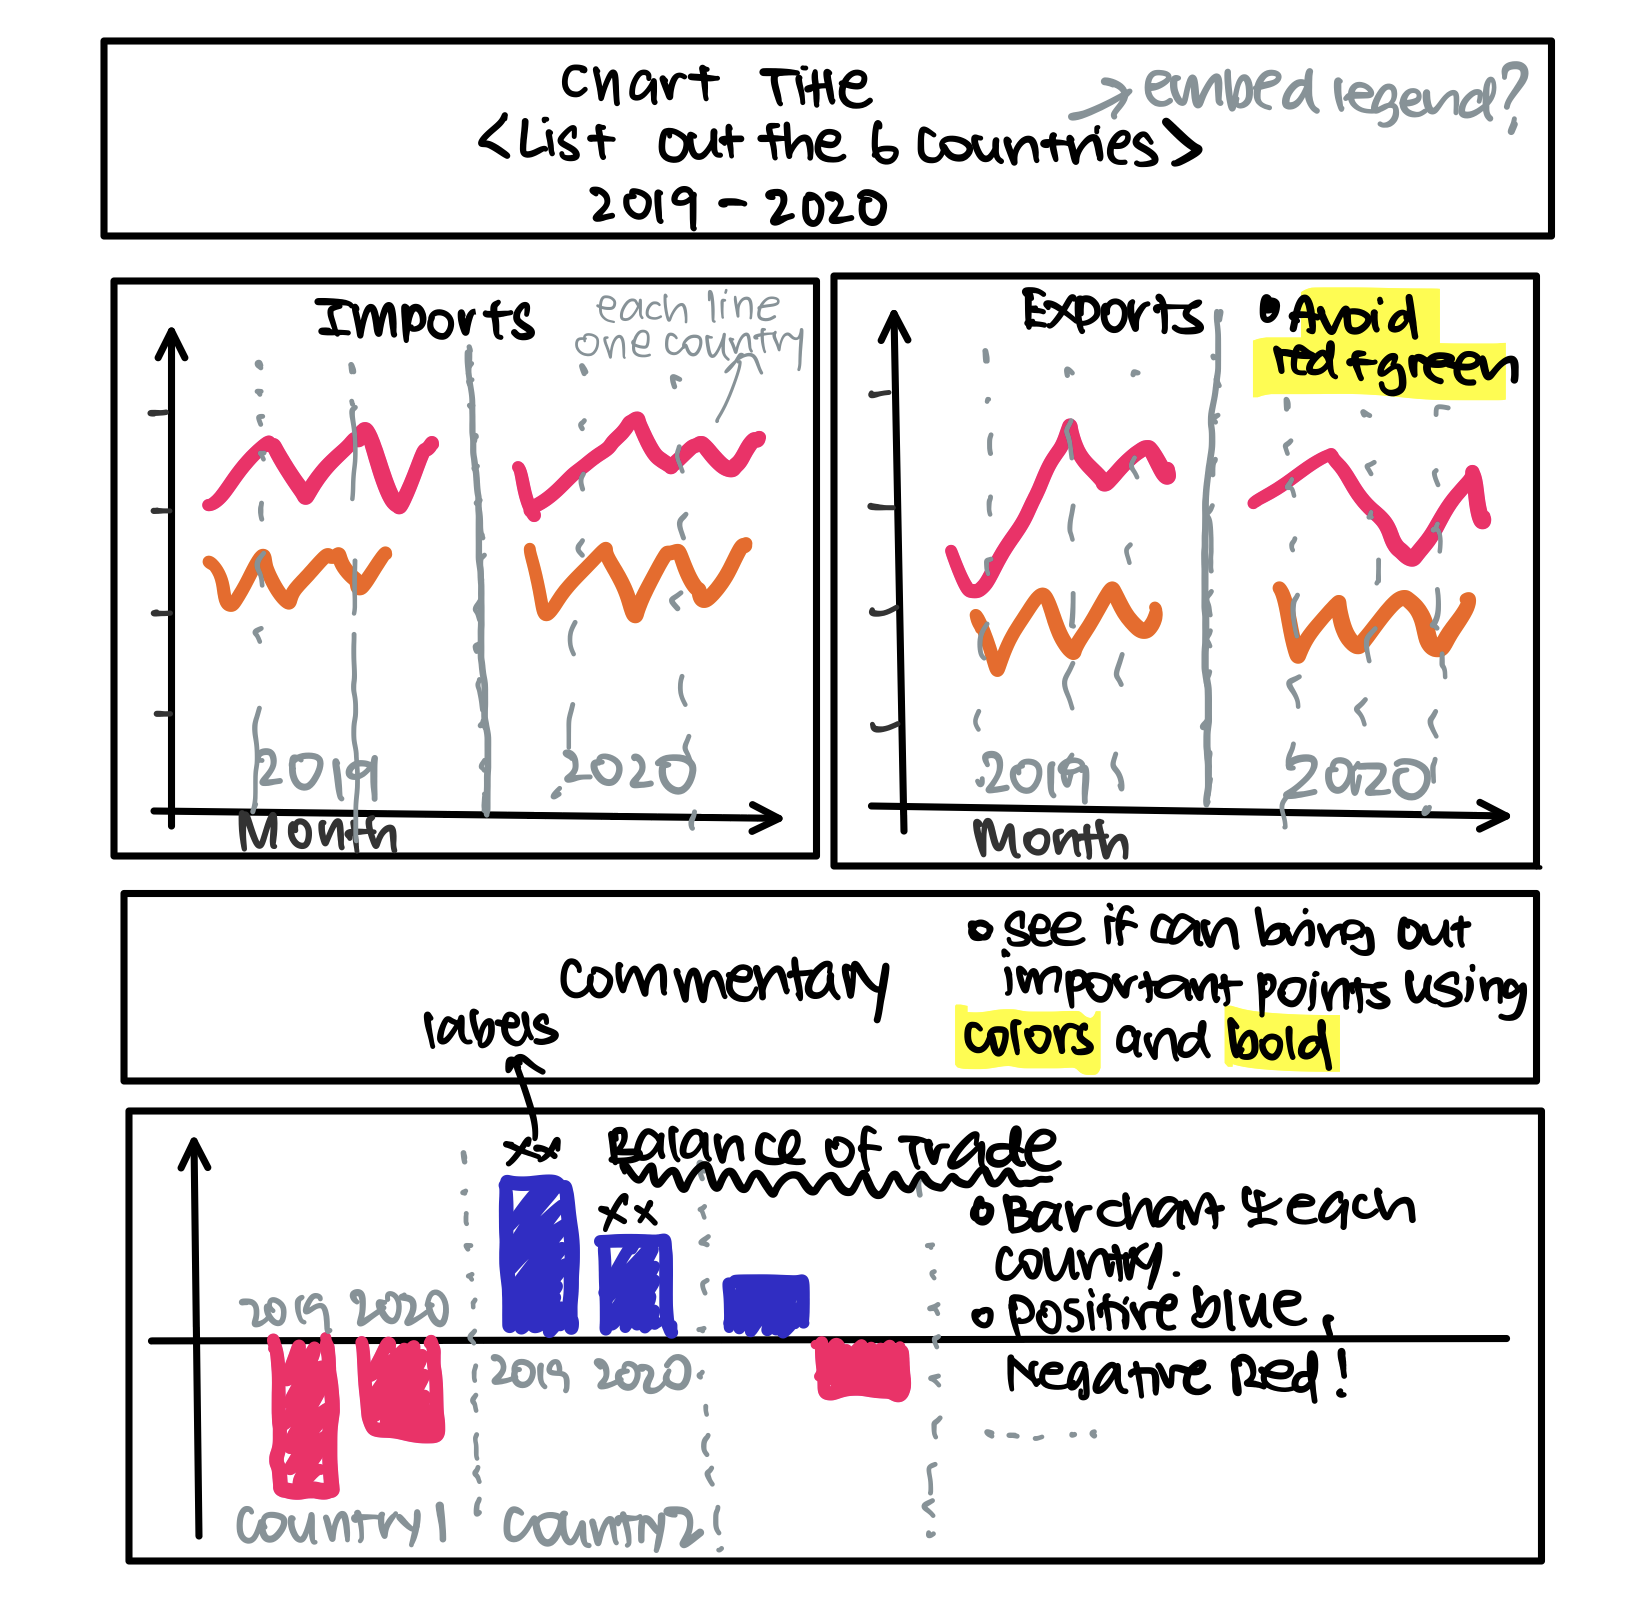 Chart Title
→ embed legend?
<List out the 6 countries>
2019 - 2020
Imports
each line
one country
2019
2020
Month
Exports
• Avoid
red + green
2019
2020
Month
Commentary
• see if can bring out
important points using
colors and bold
labels
Balance of Trade
xx
xx
• Bar chart 4 each
country.
• Positive blue,
Negative Red!
2019 2020
2019 2020
country 1
country 2